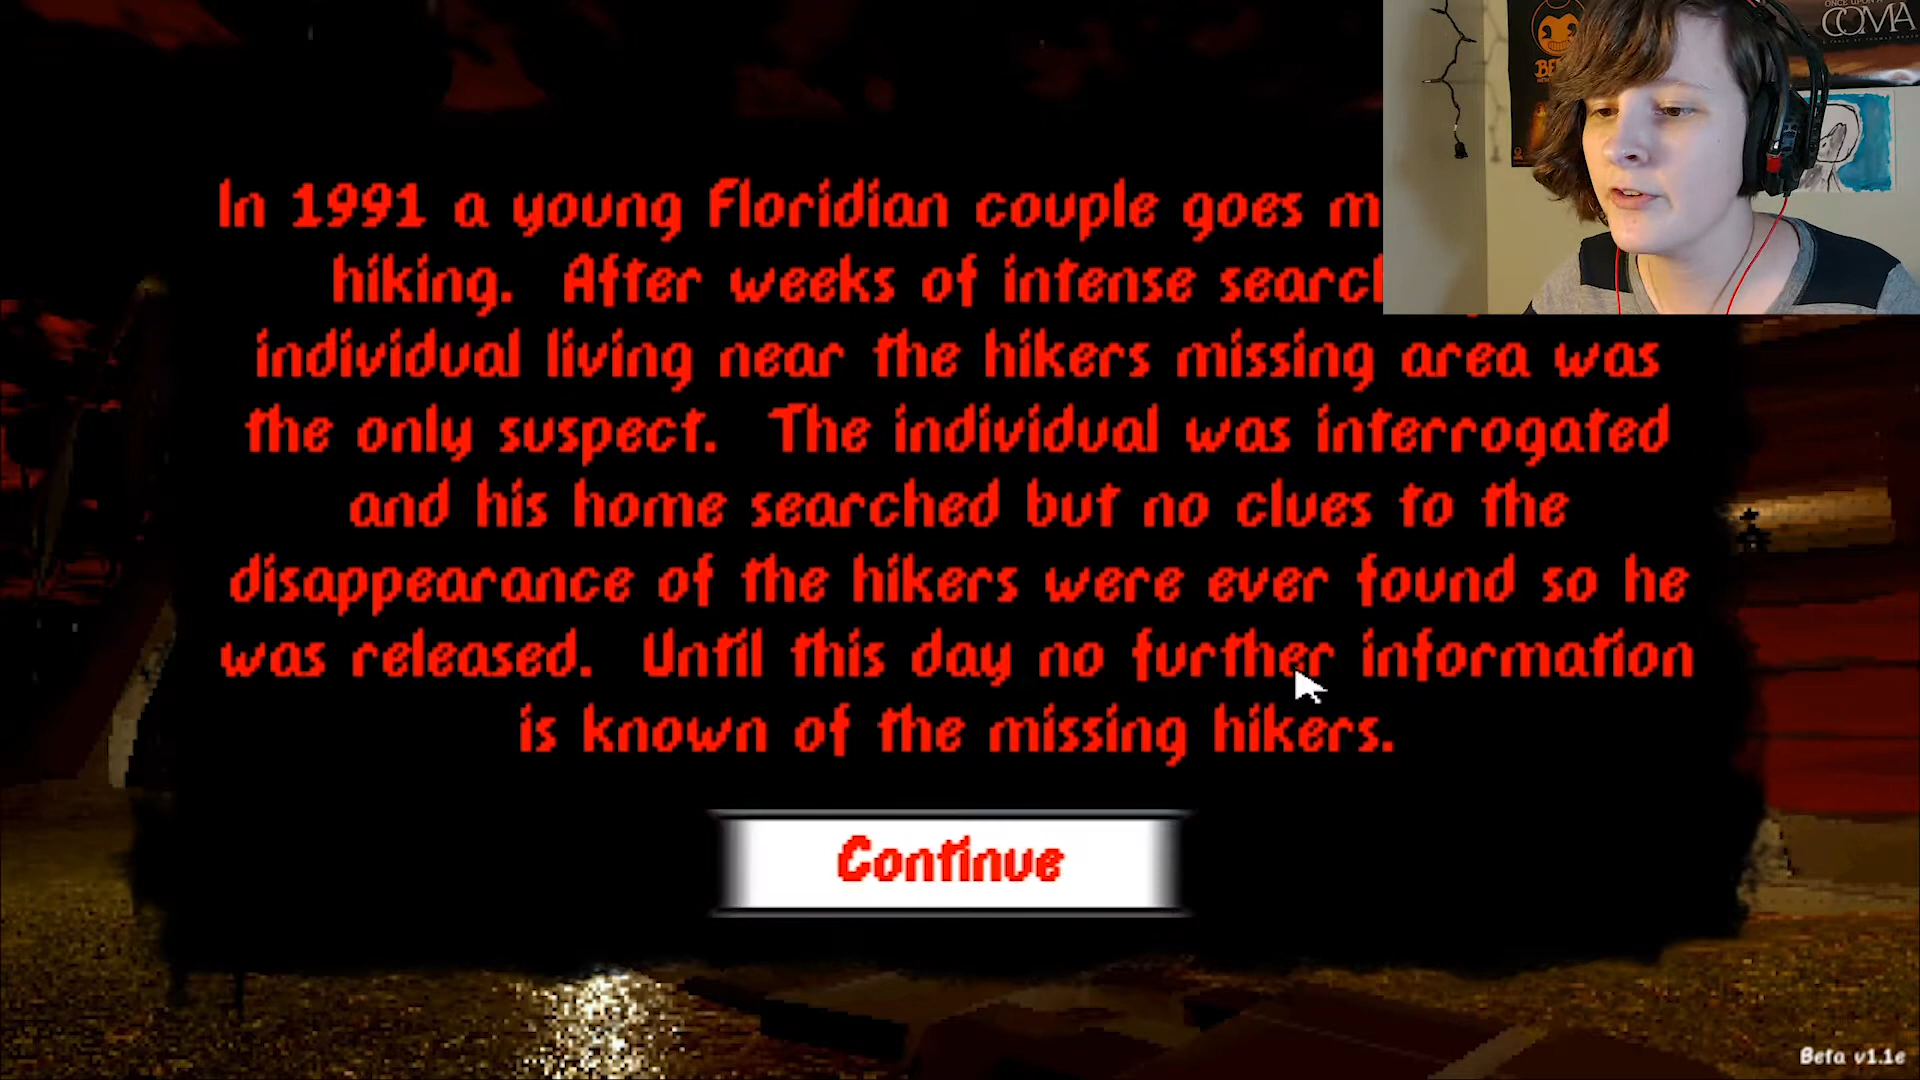 In 1991 a young Floridian couple goes
hiking. After weeks of intense
individual living near the hikers missing area was
the only suspect. The individual was interrogated
and his home searched but no clues to the
disappearance of the hikers were ever found so he
was released. Until this day no further information
is known of the missing hikers.
Continue
Beta v1.1e
ONCE UPON A
COMA